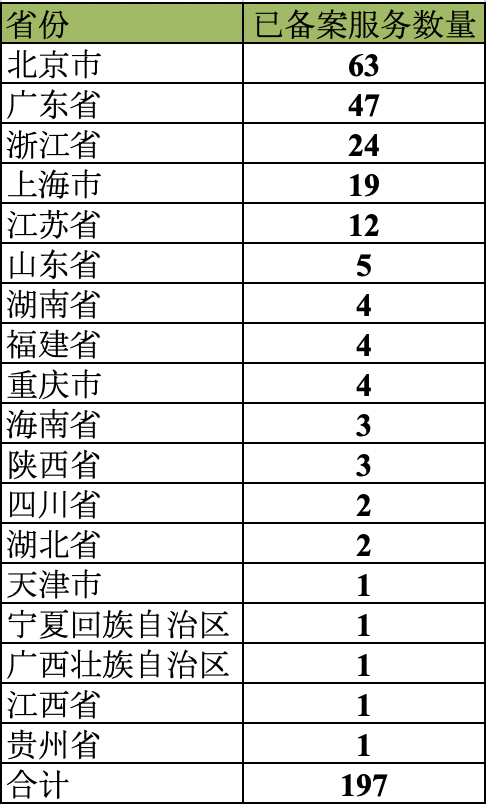 省份 已备案服务数量
北京市 63
广东省 47
浙江省 24
上海市 19
江苏省 12
山东省 5
湖南省 4
福建省 4
重庆市 4
海南省 3
陕西省 3
四川省 2
湖北省 2
天津市 1
宁夏回族自治区 1
广西壮族自治区 1
江西省 1
贵州省 1
合计 197